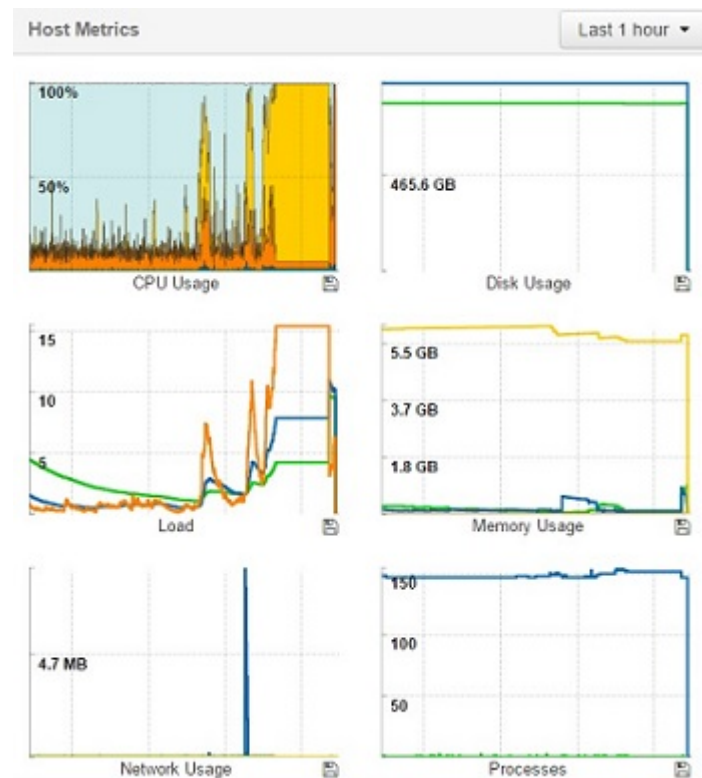 Host Metrics
Last 1 hour
100%
50%
CPU Usage
465.6 GB
Disk Usage
15
10
5
Load
5.5 GB
3.7 GB
1.8 GB
Memory Usage
4.7 MB
Network Usage
150
100
50
Processes